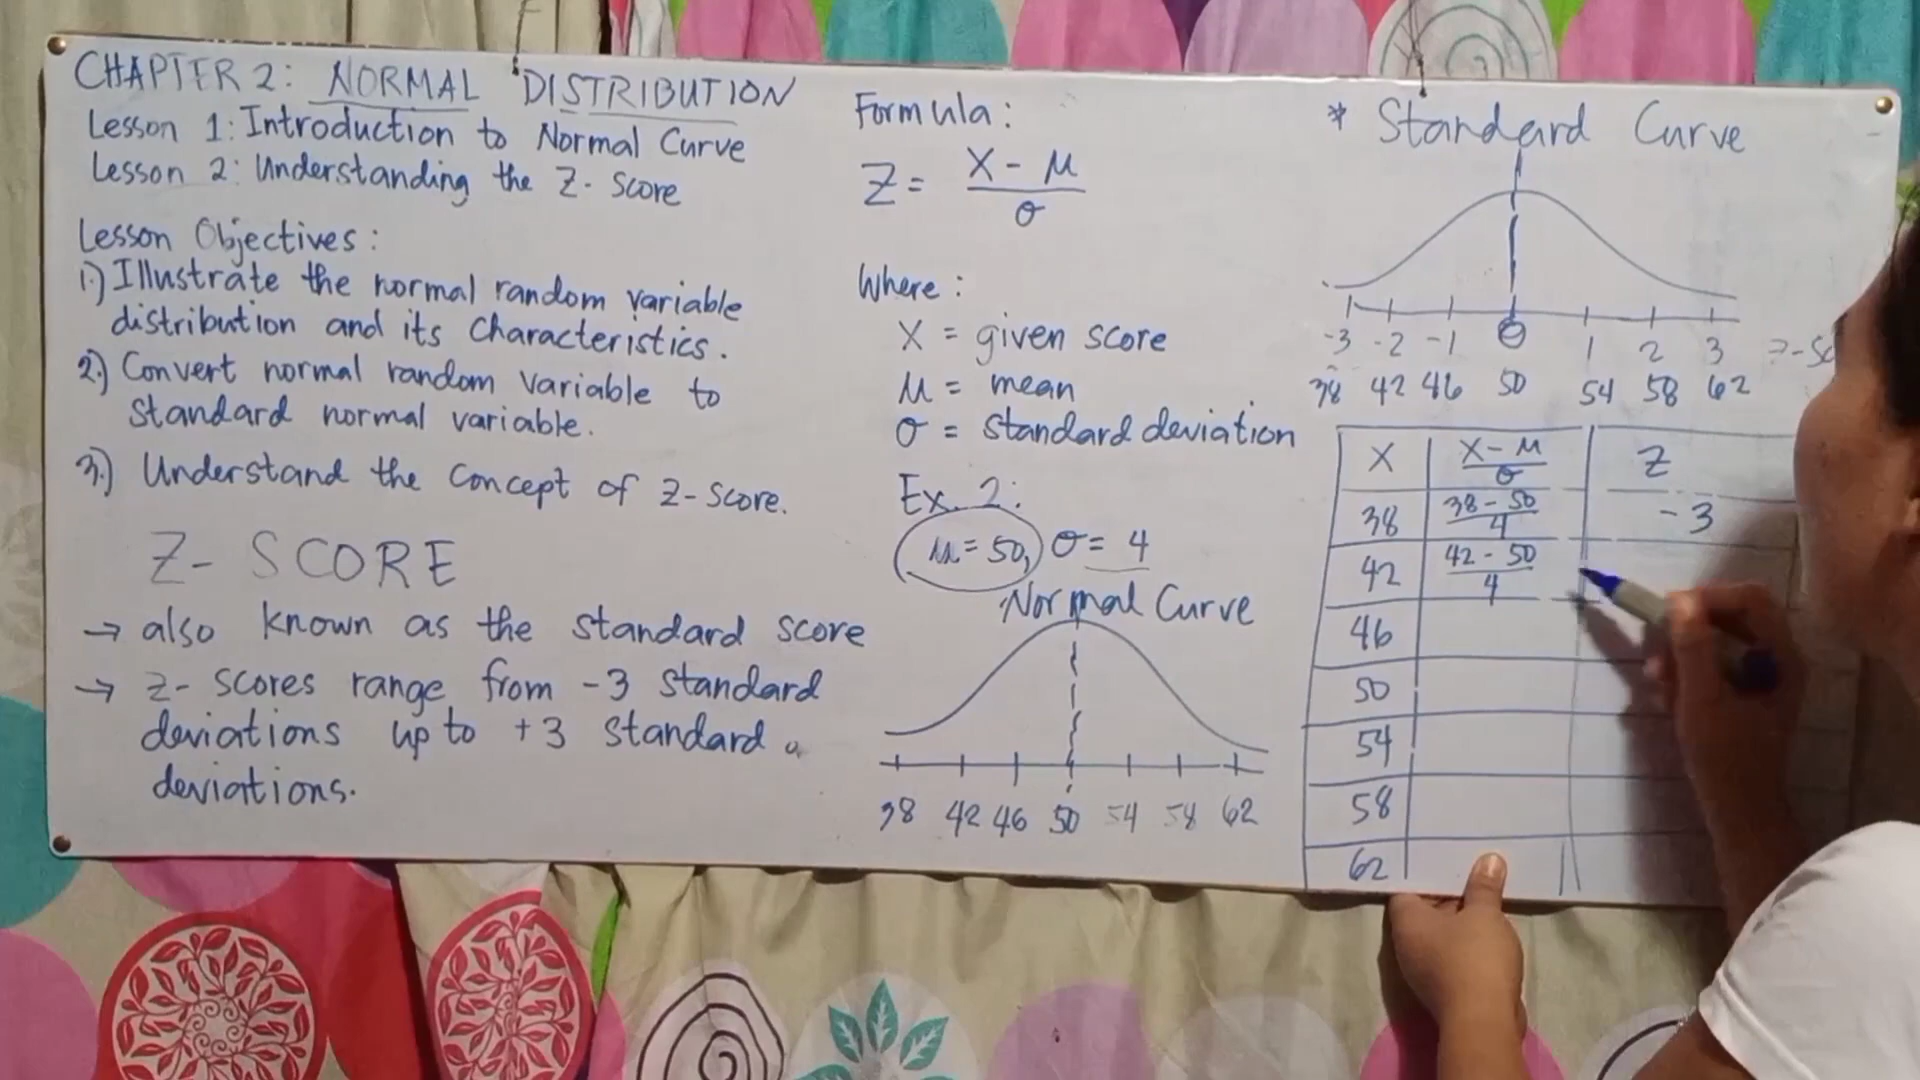 CHAPTER 2: NORMAL DISTRIBUTION
Lesson 1: Introduction to Normal Curve
Lesson 2: Understanding the Z-Score
Lesson Objectives:
1.) Illustrate the normal random variable
distribution and its characteristics.
2.) Convert normal random variable to
standard normal variable.
3.) Understand the concept of z-score.
Z-SCORE
→ also known as the standard score
→ z-scores range from -3 standard
deviations up to +3 standard
deviations.
Formula:
Z = X - μ
σ
Where:
X = given score
μ = mean
σ = standard deviation
Ex. 2:
μ = 50, σ = 4
Normal Curve
38 42 46 50 54 58 62
* Standard Curve
-3 -2 -1 0 1 2 3
38 42 46 50 54 58 62
X X-μ Z
σ
38 38-50 -3
4
42 42-50
4
46
50
54
58
62